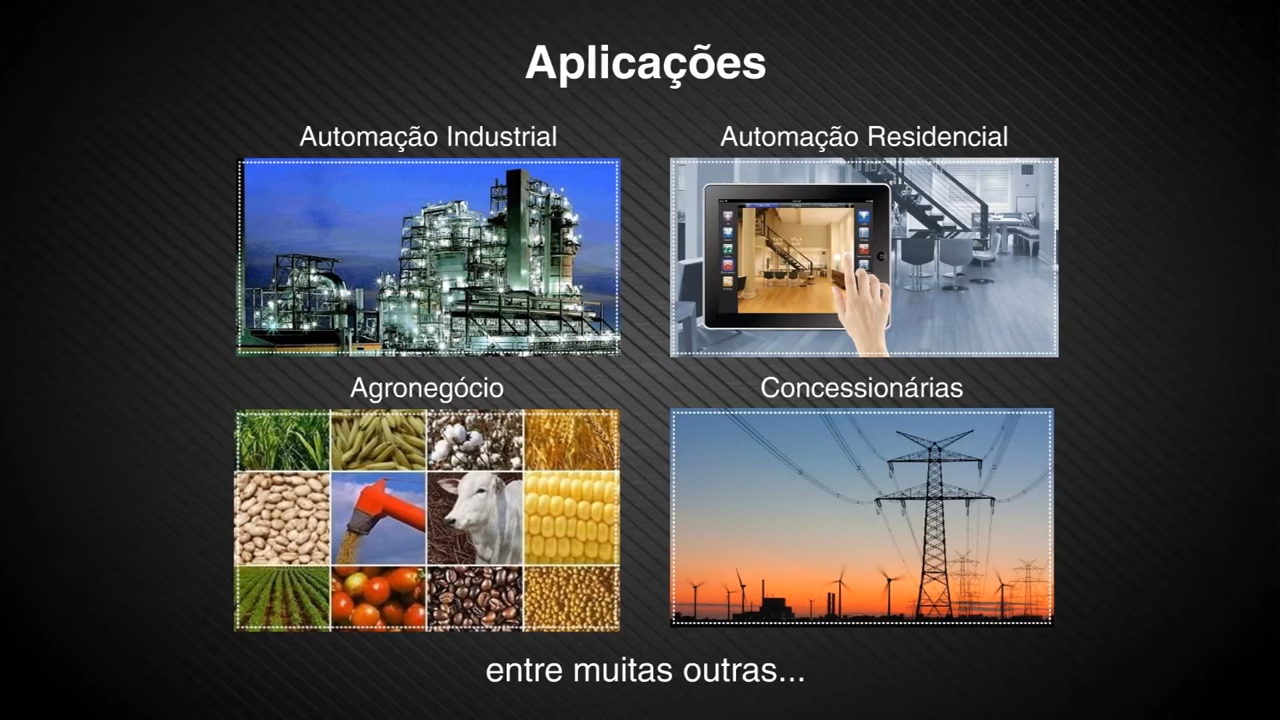 Aplicações
Automação Industrial
Automação Residencial
Agronegócio
Concessionárias
entre muitas outras...